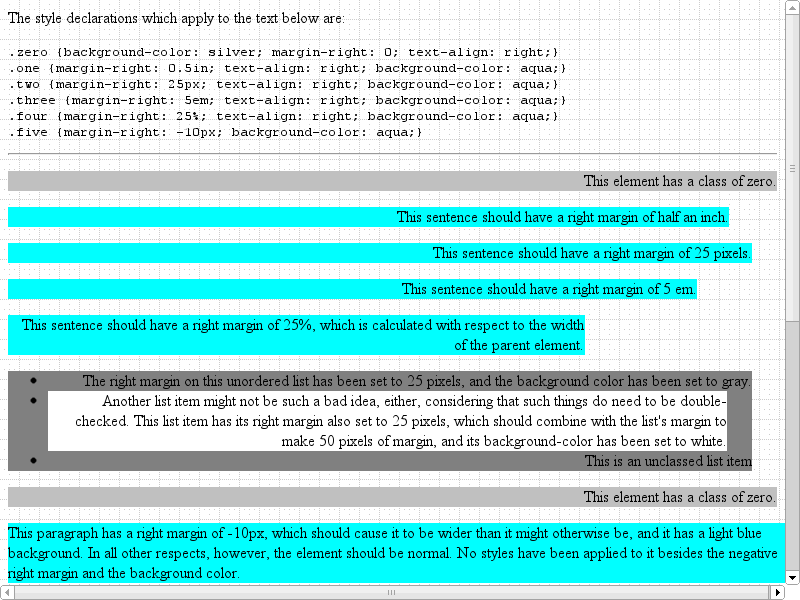 The style declarations which apply to the text below are:
.zero {background-color: silver; margin-right: 0; text-align: right;}
.one {margin-right: 0.5in; text-align: right; background-color: aqua;}
.two {margin-right: 25px; text-align: right; background-color: aqua;}
.three {margin-right: 5em; text-align: right; background-color: aqua;}
.four {margin-right: 25%; text-align: right; background-color: aqua;}
.five {margin-right: -10px; background-color: aqua;}
This element has a class of zero.
This sentence should have a right margin of half an inch.
This sentence should have a right margin of 25 pixels.
This sentence should have a right margin of 5 em.
This sentence should have a right margin of 25%, which is calculated with respect to the width
of the parent element.
The right margin on this unordered list has been set to 25 pixels, and the background color has been set to gray.
Another list item might not be such a bad idea, either, considering that such things do need to be double-
checked. This list item has its right margin also set to 25 pixels, which should combine with the list's margin to
make 50 pixels of margin, and its background-color has been set to white.
This is an unclassed list item
This element has a class of zero.
This paragraph has a right margin of -10px, which should cause it to be wider than it might otherwise be, and it has a light blue
background. In all other respects, however, the element should be normal. No styles have been applied to it besides the negative
right margin and the background color.